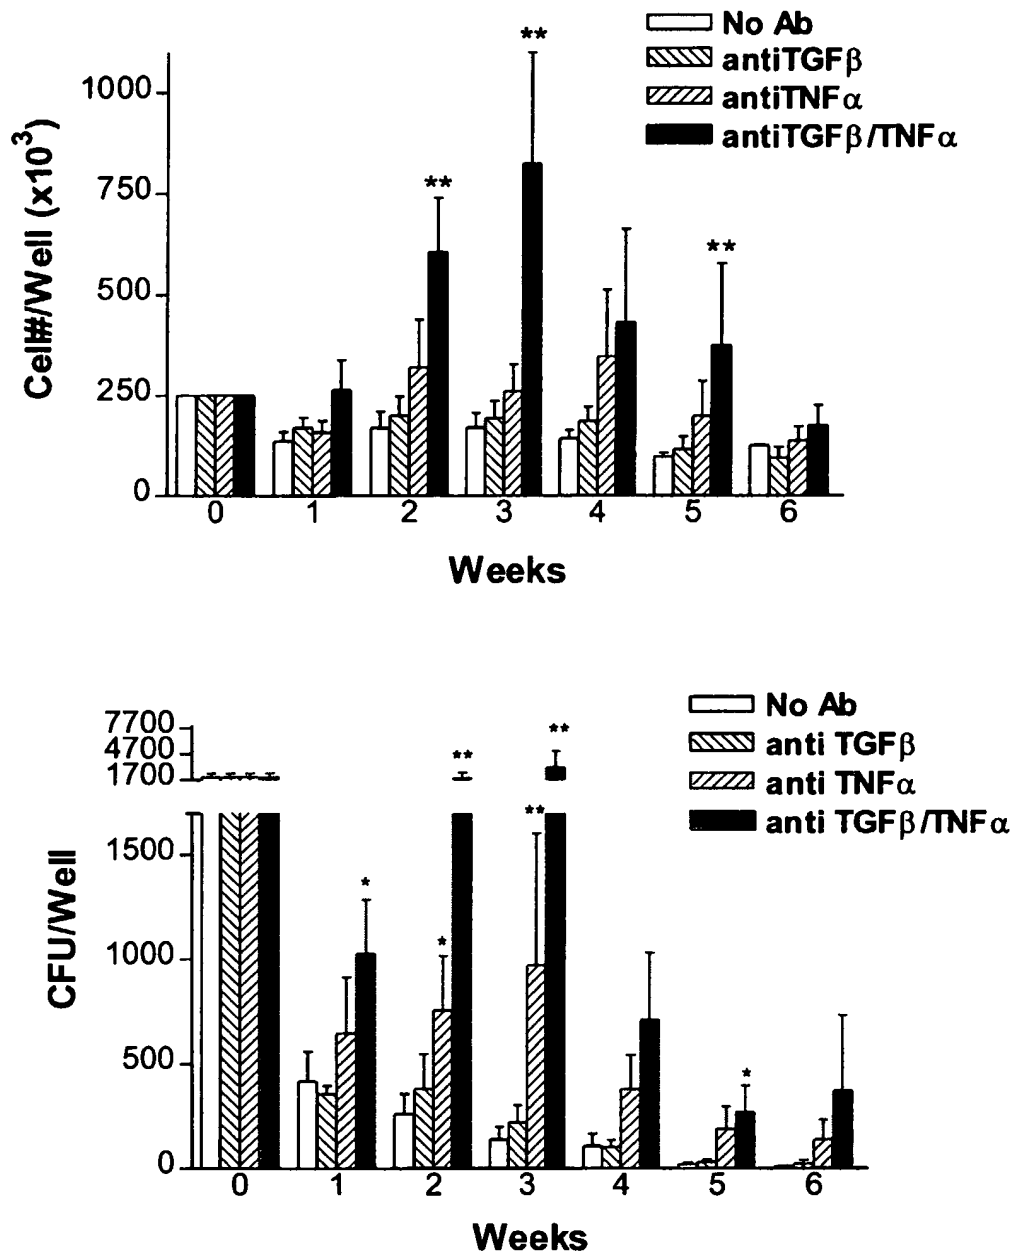 No Ab
antiTGFβ
antiTNFα
antiTGFβ/TNFα
**
1000
750
**
**
500
250
0
Cell#/Well (x10³)
0 1 2 3 4 5 6
Weeks
No Ab
anti TGFβ
anti TNFα
anti TGFβ/TNFα
7700
4700
1700
**
**
**
1500
*
*
1000
500
*
0
CFU/Well
0 1 2 3 4 5 6
Weeks